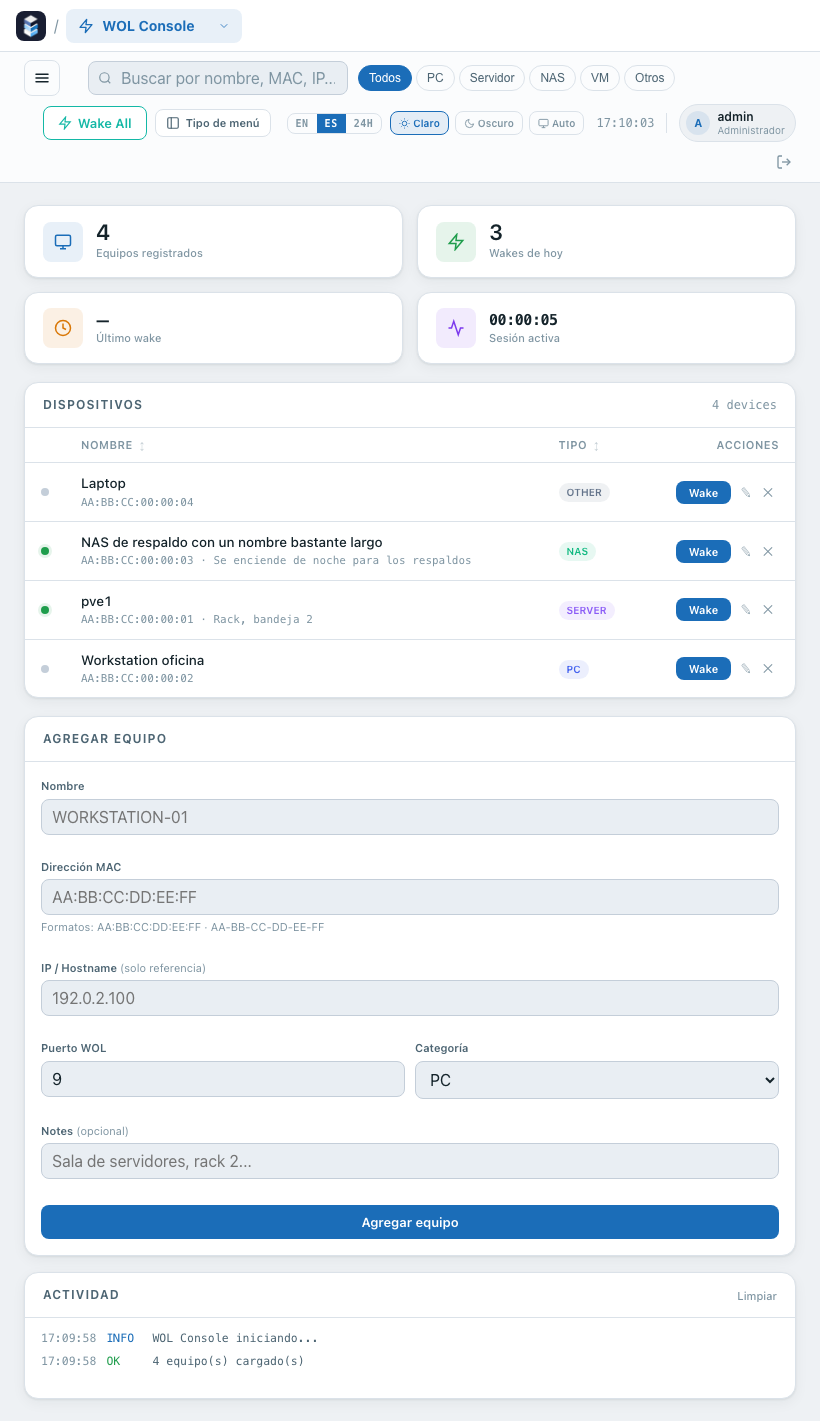 / WOL Console
Buscar por nombre, MAC, IP... Todos PC Servidor NAS VM Otros
Wake All Tipo de menú EN ES 24H Claro Oscuro Auto 17:10:03 A admin
Administrador
4
Equipos registrados
3
Wakes de hoy
—
Último wake
00:00:05
Sesión activa
DISPOSITIVOS 4 devices
NOMBRE TIPO ACCIONES
Laptop
AA:BB:CC:00:00:04
OTHER Wake
NAS de respaldo con un nombre bastante largo
AA:BB:CC:00:00:03 · Se enciende de noche para los respaldos
NAS Wake
pve1
AA:BB:CC:00:00:01 · Rack, bandeja 2
SERVER Wake
Workstation oficina
AA:BB:CC:00:00:02
PC Wake
AGREGAR EQUIPO
Nombre
WORKSTATION-01
Dirección MAC
AA:BB:CC:DD:EE:FF
Formatos: AA:BB:CC:DD:EE:FF · AA-BB-CC-DD-EE-FF
IP / Hostname (solo referencia)
192.0.2.100
Puerto WOL Categoría
9 PC
Notes (opcional)
Sala de servidores, rack 2...
Agregar equipo
ACTIVIDAD Limpiar
17:09:58 INFO WOL Console iniciando...
17:09:58 OK 4 equipo(s) cargado(s)